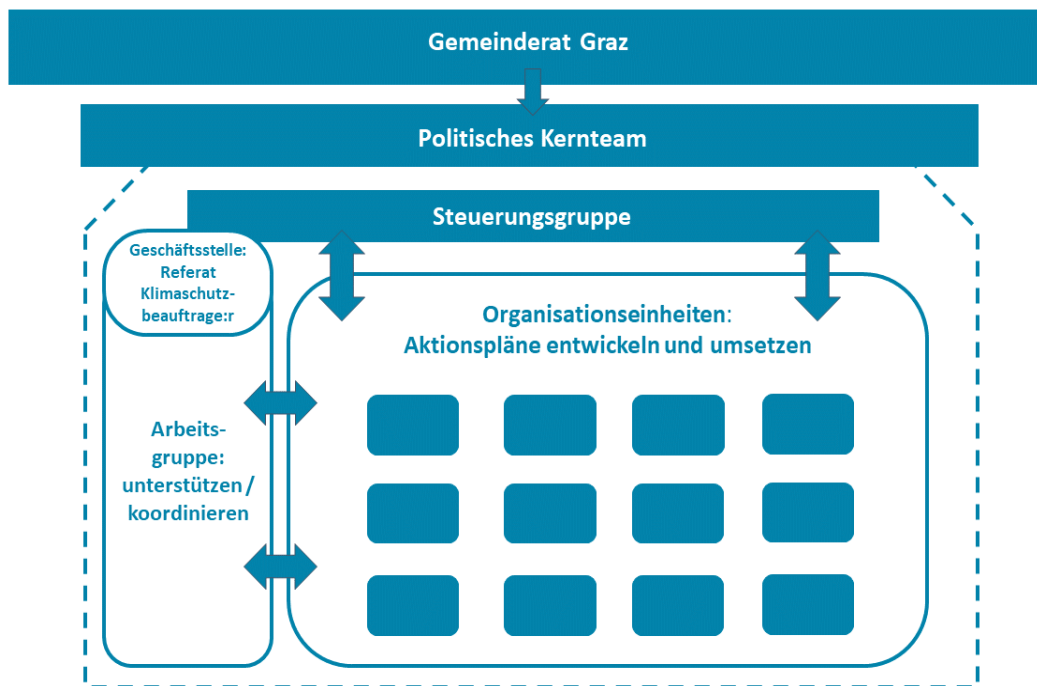 Gemeinderat Graz
Politisches Kernteam
Steuerungsgruppe
Geschäftsstelle:
Referat
Klimaschutz-
beauftrage:r
Organisationseinheiten:
Aktionspläne entwickeln und umsetzen
Arbeits-
gruppe:
unterstützen /
koordinieren